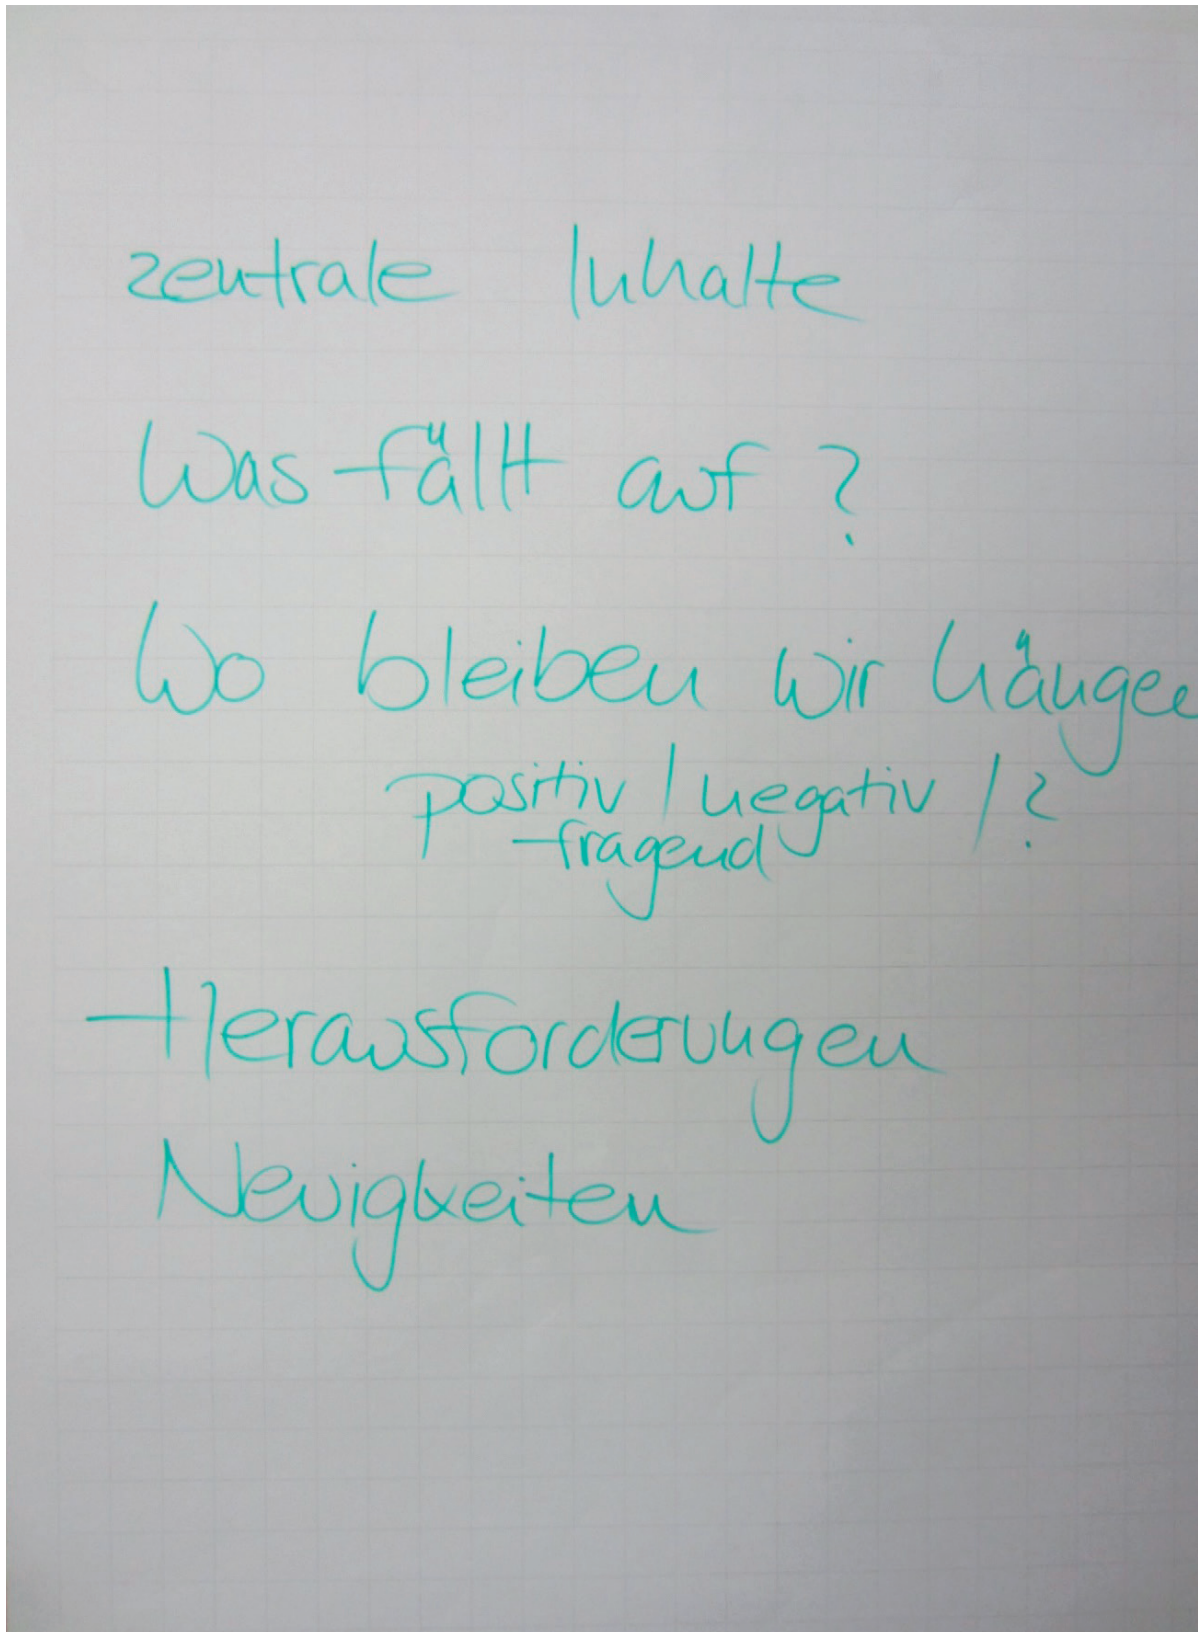 zentrale Inhalte
Was fällt auf?
Wo bleiben wir hängen
positiv / negativ / ?
fragend
Herausforderungen
Neuigkeiten